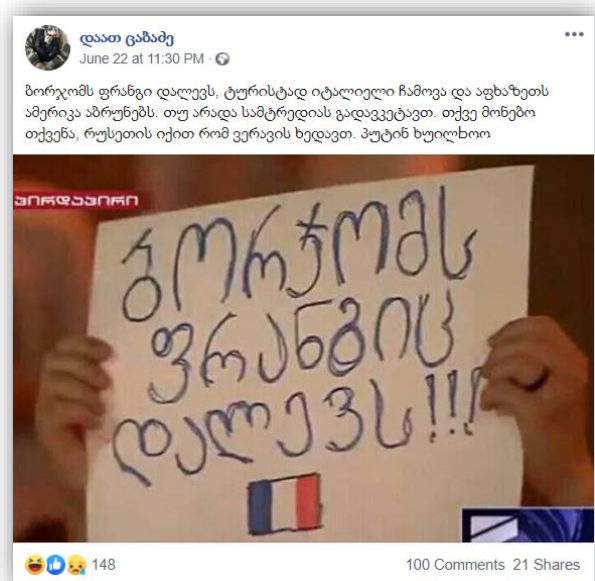 დაათ ცაბაძე
June 22 at 11:30 PM ·
ბორჯომს ფრანგი დალევს, ტურისტად იტალიელი ჩამოვა და აფხაზეთს
ამერიკა აბრუნებს. თუ არადა სამტრედიას გადავკეტავთ. თქვე მონებო
თქვენა, რუსეთის იქით რომ ვერავის ხედავთ. პუტინ ხუილხოო
პირდაპირი
ბორჯომს
ფრანგიც
დალევს!!!
148
100 Comments 21 Shares